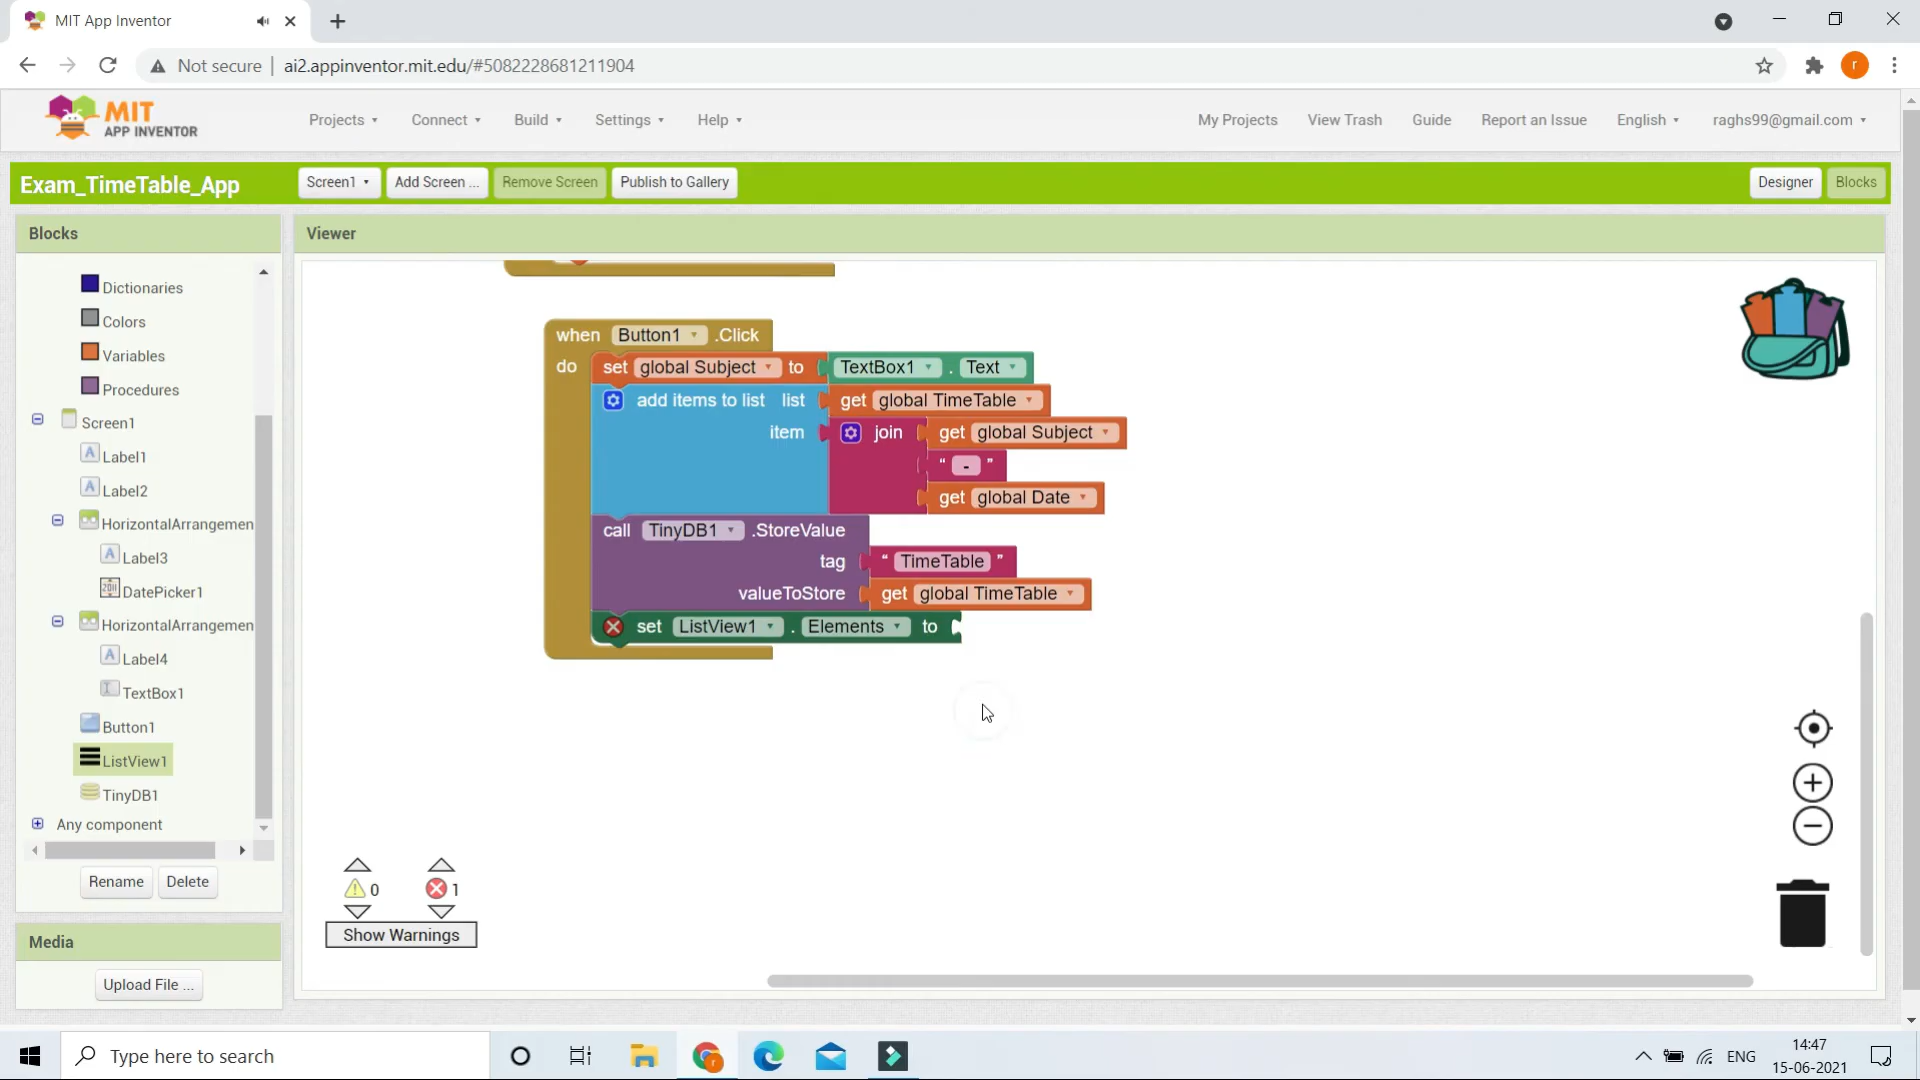 MIT App Inventor
Not secure | ai2.appinventor.mit.edu/#5082228681211904
r
MIT
APP INVENTOR
Projects Connect Build Settings Help My Projects View Trash Guide Report an Issue English raghs99@gmail.com
Exam_TimeTable_App Screen1 Add Screen ... Remove Screen Publish to Gallery Designer Blocks
Blocks
Viewer
Dictionaries
Colors
Variables
Procedures
Screen1
Label1
Label2
HorizontalArrangemen
Label3
DatePicker1
HorizontalArrangemen
Label4
TextBox1
Button1
ListView1
TinyDB1
Any component
Rename Delete
Media
Upload File ...
when Button1 .Click
do set global Subject to TextBox1 . Text
add items to list list get global TimeTable
item join get global Subject
“ - ”
get global Date
call TinyDB1 .StoreValue
tag “ TimeTable ”
valueToStore get global TimeTable
set ListView1 . Elements to
0 1
Show Warnings
Type here to search
ENG
14:47
15-06-2021